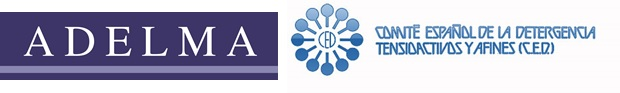 ADELMA
CED
COMITÉ ESPAÑOL DE LA DETERGENCIA
TENSIOACTIVOS Y AFINES (C.E.D.)